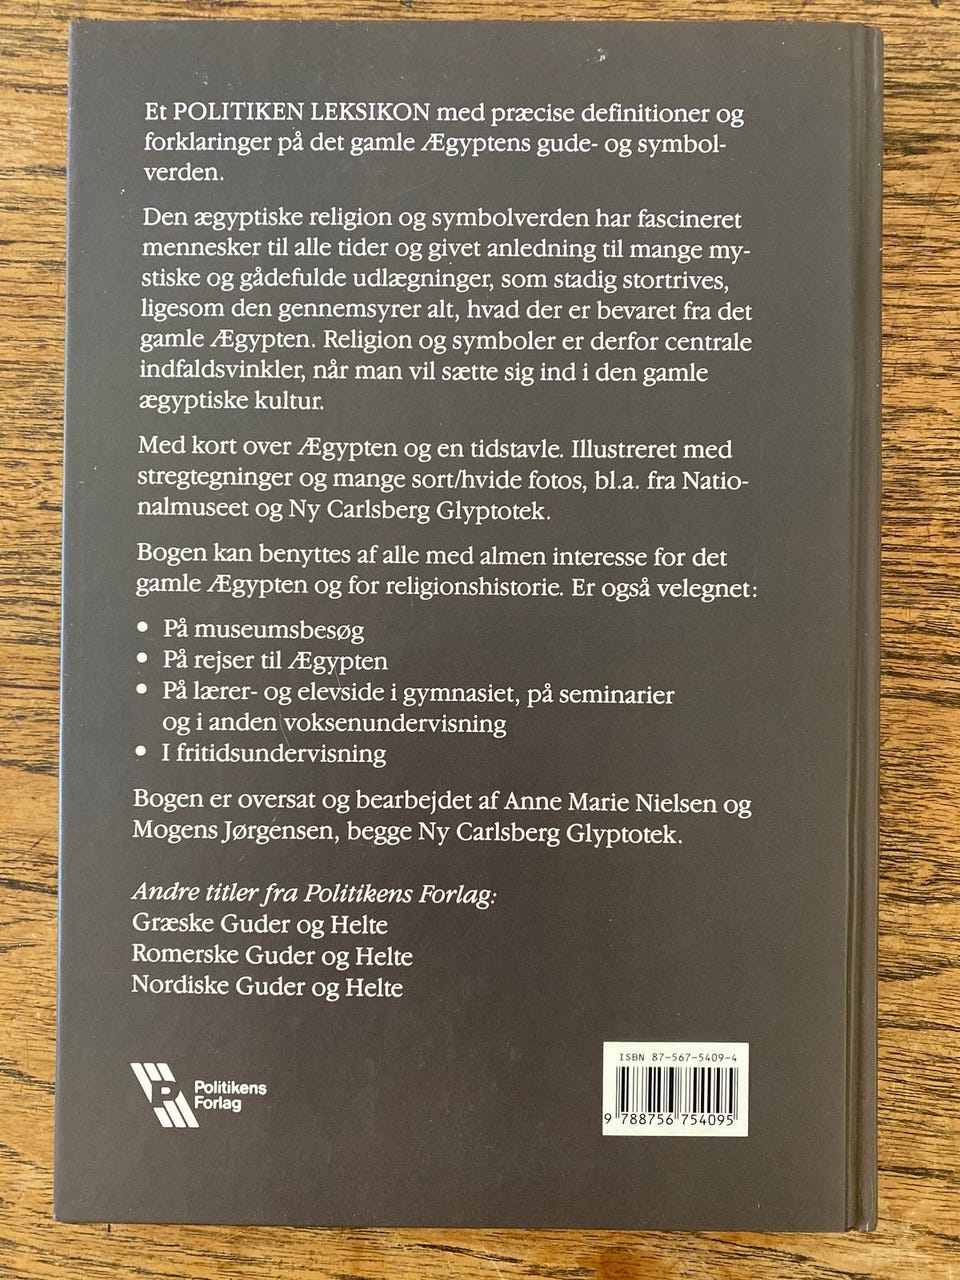 Et POLITIKEN LEKSIKON med præcise definitioner og
forklaringer på det gamle Ægyptens gude- og symbol-
verden.
Den ægyptiske religion og symbolverden har fascineret
mennesker til alle tider og givet anledning til mange my-
stiske og gådefulde udlægninger, som stadig stortrives,
ligesom den gennemsyrer alt, hvad der er bevaret fra det
gamle Ægypten. Religion og symboler er derfor centrale
indfaldsvinkler, når man vil sætte sig ind i den gamle
ægyptiske kultur.
Med kort over Ægypten og en tidstavle. Illustreret med
stregtegninger og mange sort/hvide fotos, bl.a. fra Natio-
nalmuseet og Ny Carlsberg Glyptotek.
Bogen kan benyttes af alle med almen interesse for det
gamle Ægypten og for religionshistorie. Er også velegnet:
• På museumsbesøg
• På rejser til Ægypten
• På lærer- og elevside i gymnasiet, på seminarier
og i anden voksenundervisning
• I fritidsundervisning
Bogen er oversat og bearbejdet af Anne Marie Nielsen og
Mogens Jørgensen, begge Ny Carlsberg Glyptotek.
Andre titler fra Politikens Forlag:
Græske Guder og Helte
Romerske Guder og Helte
Nordiske Guder og Helte
Politikens
Forlag
ISBN 87-567-5409-4
9 788756 754095